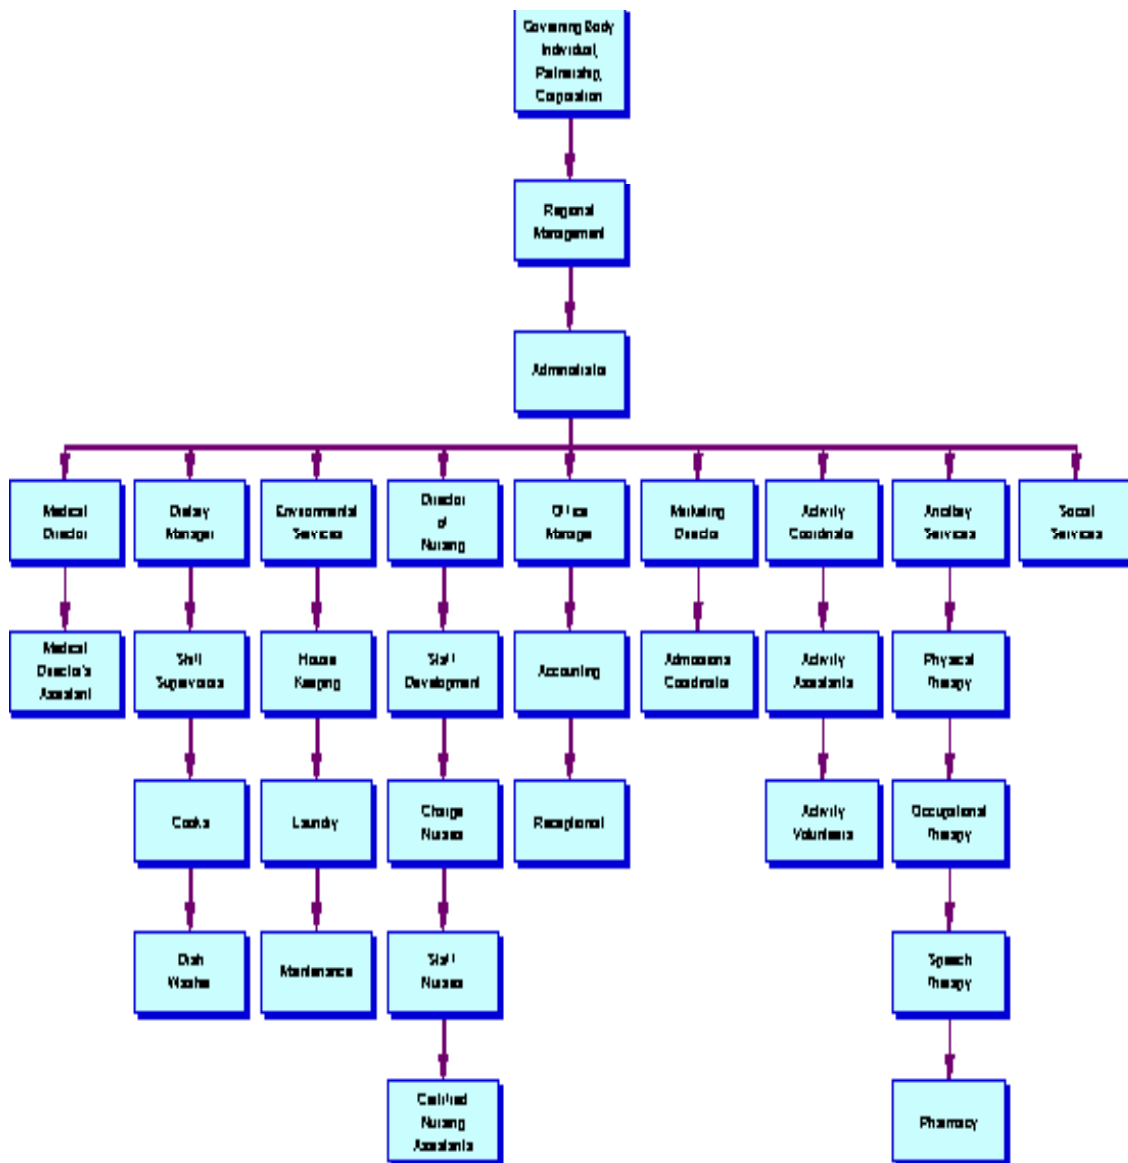 Governing Body
Individual,
Partnership,
Corporation
Regional
Management
Administrator
Medical
Director
Dietary
Manager
Environmental
Services
Director
of
Nursing
Office
Manager
Marketing
Director
Activity
Coordinator
Ancillary
Services
Social
Services
Medical
Director's
Assistant
Shift
Supervisors
House
Keeping
Staff
Development
Accounting
Admissions
Coordinator
Activity
Assistants
Physical
Therapy
Cooks
Laundry
Charge
Nurses
Receptionist
Activity
Volunteers
Occupational
Therapy
Dish
Washer
Maintenance
Staff
Nurses
Speech
Therapy
Certified
Nursing
Assistants
Pharmacy